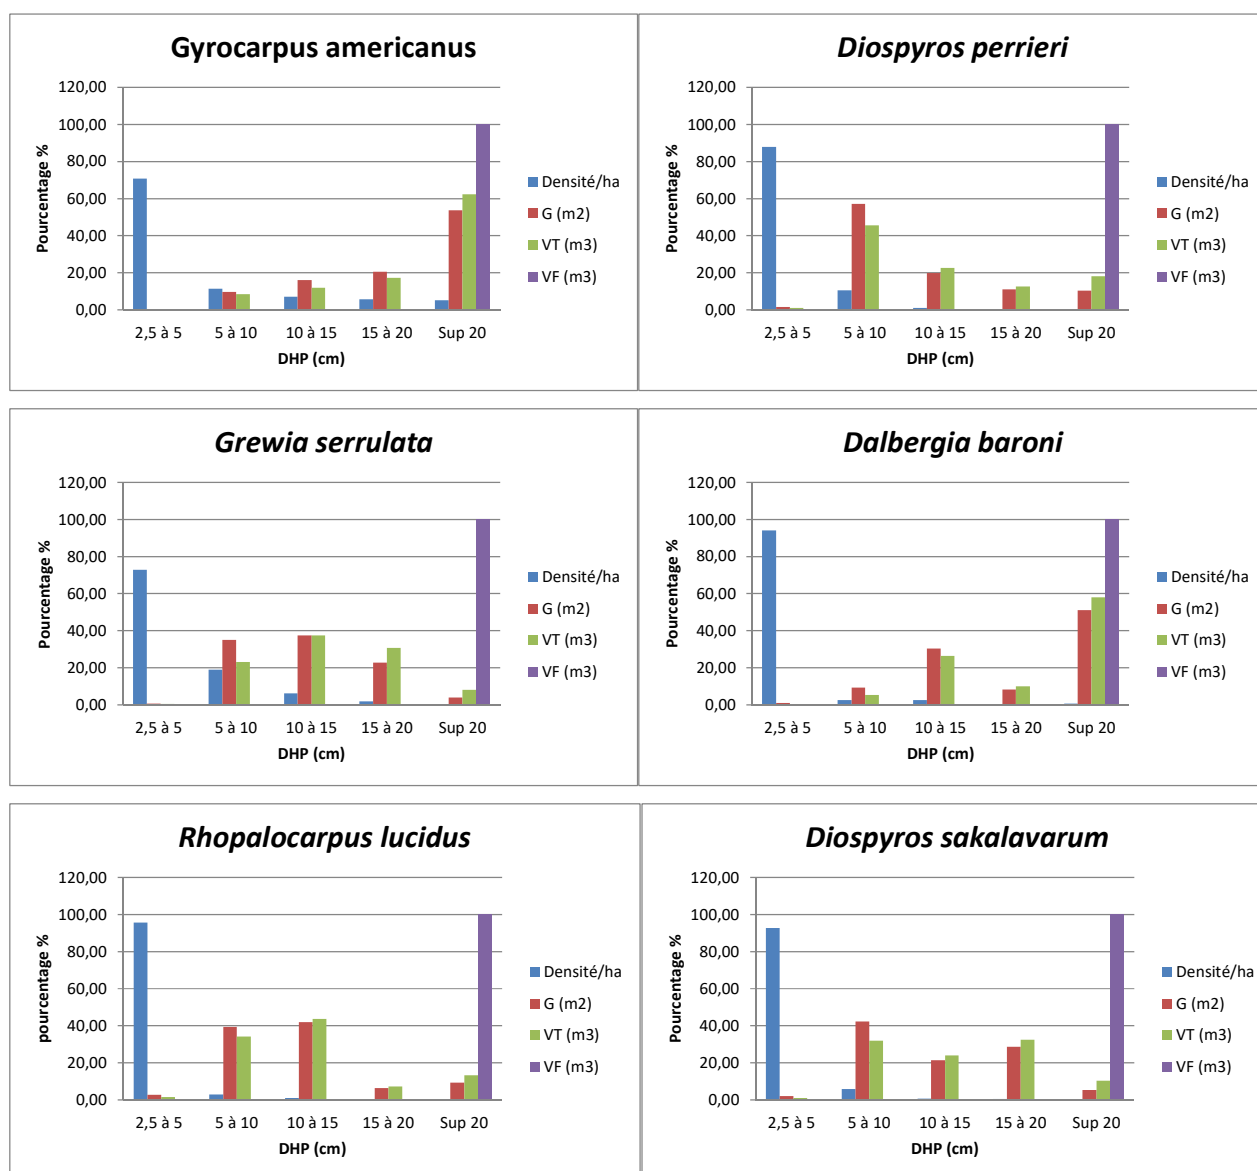 Gyrocarpus americanus
120,00
100,00
80,00
60,00
40,00
20,00
0,00
Pourcentage %
2,5 à 5 5 à 10 10 à 15 15 à 20 Sup 20
DHP (cm)
Densité/ha
G (m2)
VT (m3)
VF (m3)
Diospyros perrieri
120,00
100,00
80,00
60,00
40,00
20,00
0,00
Pourcentage %
2,5 à 5 5 à 10 10 à 15 15 à 20 Sup 20
DHP (cm)
Densité/ha
G (m2)
VT (m3)
VF (m3)
Grewia serrulata
120,00
100,00
80,00
60,00
40,00
20,00
0,00
Pourcentage %
2,5 à 5 5 à 10 10 à 15 15 à 20 Sup 20
DHP (cm)
Densité/ha
G (m2)
VT (m3)
VF (m3)
Dalbergia baroni
120,00
100,00
80,00
60,00
40,00
20,00
0,00
Pourcentage %
2,5 à 5 5 à 10 10 à 15 15 à 20 Sup 20
DHP (cm)
Densité/ha
G (m2)
VT (m3)
VF (m3)
Rhopalocarpus lucidus
120,00
100,00
80,00
60,00
40,00
20,00
0,00
pourcentage %
2,5 à 5 5 à 10 10 à 15 15 à 20 Sup 20
DHP (cm)
Densité/ha
G (m2)
VT (m3)
VF (m3)
Diospyros sakalavarum
120,00
100,00
80,00
60,00
40,00
20,00
0,00
Pourcentage %
2,5 à 5 5 à 10 10 à 15 15 à 20 Sup 20
DHP (cm)
Densité/ha
G (m2)
VT (m3)
VF (m3)